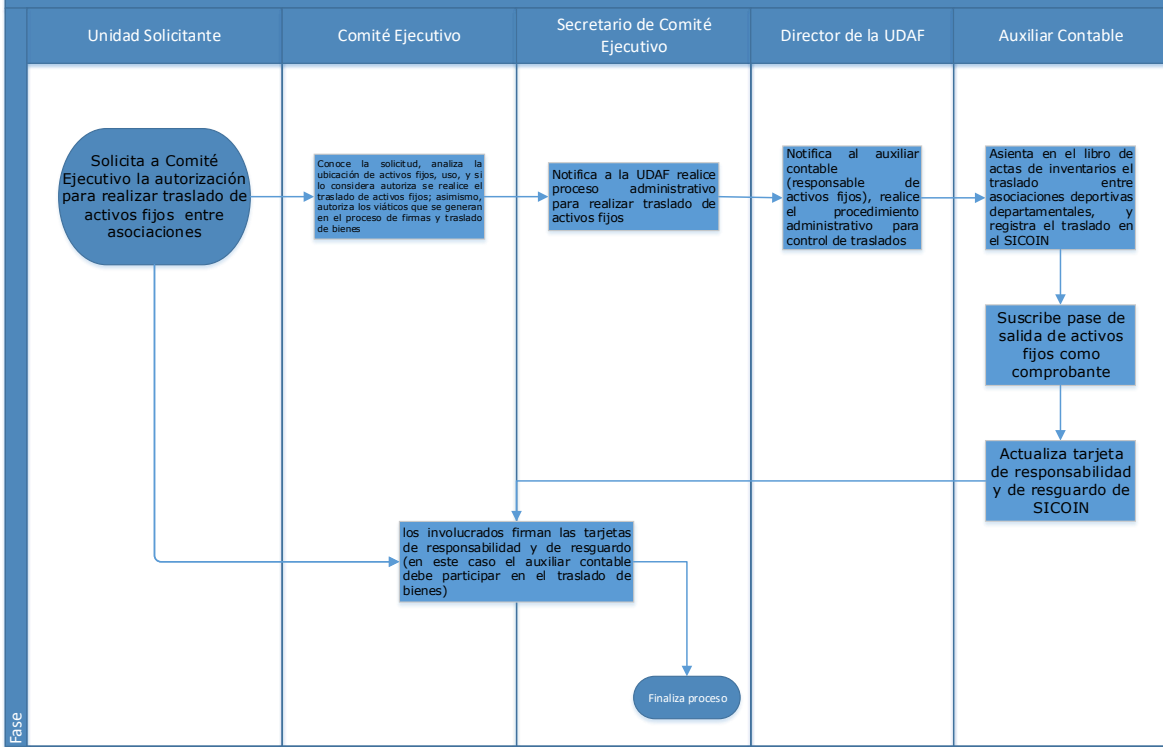 Unidad Solicitante
Comité Ejecutivo
Secretario de Comité
Ejecutivo
Director de la UDAF
Auxiliar Contable
Solicita a Comité
Ejecutivo la autorización
para realizar traslado de
activos fijos entre
asociaciones
Conoce la solicitud, analiza la
ubicación de activos fijos, uso, y si
lo considera autoriza se realice el
traslado de activos fijos; asimismo,
autoriza los viáticos que se generan
en el proceso de firmas y traslado
de bienes
Notifica a la UDAF realice
proceso administrativo
para realizar traslado de
activos fijos
Notifica al auxiliar
contable
(responsable de
activos fijos), realice
el procedimiento
administrativo para
control de traslados
Asienta en el libro de
actas de inventarios el
traslado entre
asociaciones deportivas
departamentales, y
registra el traslado en
el SICOIN
Suscribe pase de
salida de activos
fijos como
comprobante
Actualiza tarjeta
de responsabilidad
y de resguardo de
SICOIN
los involucrados firman las tarjetas
de responsabilidad y de resguardo
(en este caso el auxiliar contable
debe participar en el traslado de
bienes)
Finaliza proceso
Fase